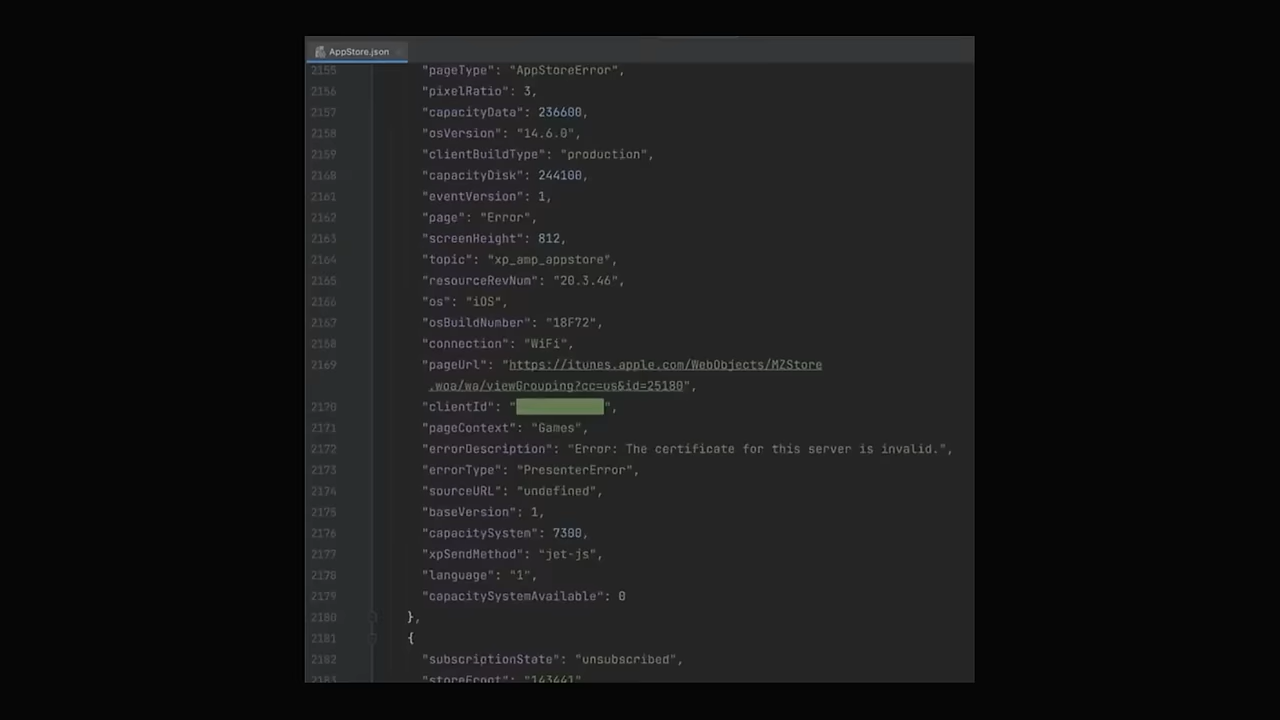 AppStore.json
2155 "pageType": "AppStoreError",
2156 "pixelRatio": 3,
2157 "capacityData": 236600,
2158 "osVersion": "14.6.0",
2159 "clientBuildType": "production",
2160 "capacityDisk": 244100,
2161 "eventVersion": 1,
2162 "page": "Error",
2163 "screenHeight": 812,
2164 "topic": "xp_amp_appstore",
2165 "resourceRevNum": "20.3.46",
2166 "os": "iOS",
2167 "osBuildNumber": "18F72",
2168 "connection": "WiFi",
2169 "pageUrl": "https://itunes.apple.com/WebObjects/MZStore
.woa/wa/viewGrouping?cc=us&id=25180",
2170 "clientId": "",
2171 "pageContext": "Games",
2172 "errorDescription": "Error: The certificate for this server is invalid.",
2173 "errorType": "PresenterError",
2174 "sourceURL": "undefined",
2175 "baseVersion": 1,
2176 "capacitySystem": 7300,
2177 "xpSendMethod": "jet-js",
2178 "language": "1",
2179 "capacitySystemAvailable": 0
2180 },
2181 {
2182 "subscriptionState": "unsubscribed",
2183 "storeFront": "143441"